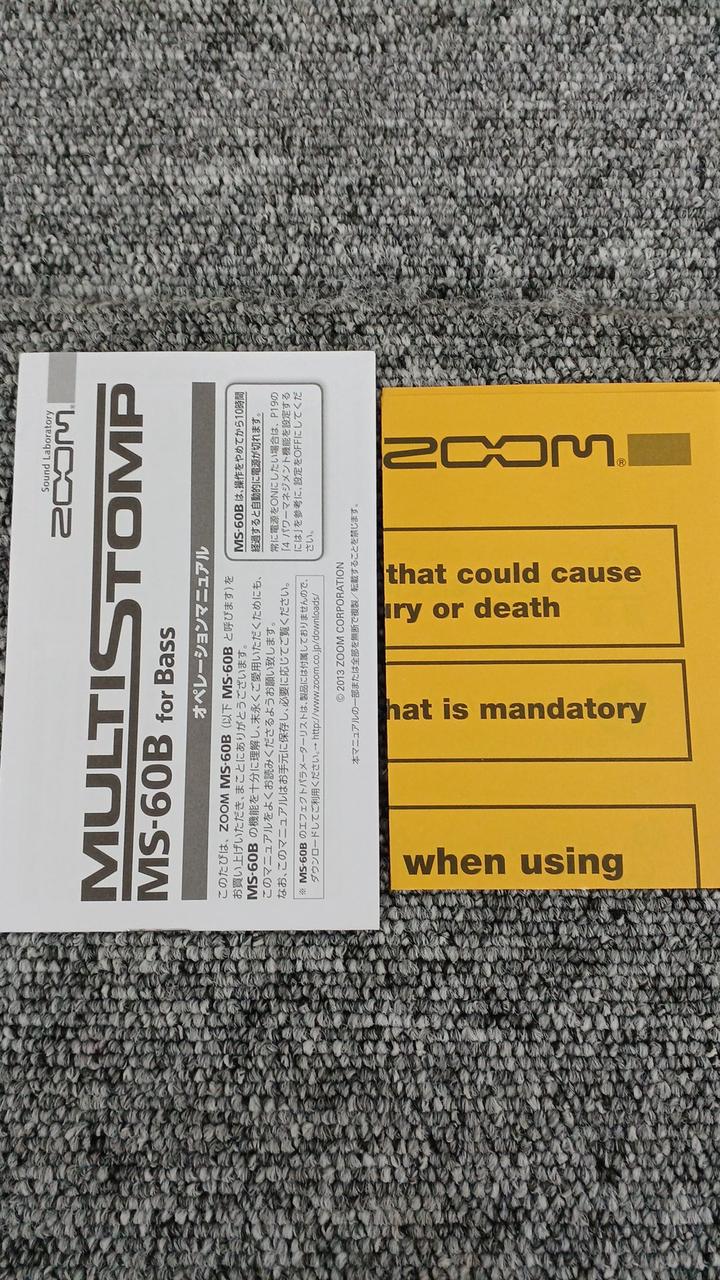 Sound Laboratory
ZOOM®
MULTISTOMP
MS-60B for Bass
オペレーションマニュアル
このたびは、ZOOM MS-60B（以下 MS-60B と呼びます）を
お買い上げいただき、まことにありがとうございます。
MS-60B の機能を十分に理解し、末永くご愛用いただくためにも、
このマニュアルをよくお読みくださるようお願い致します。
なお、このマニュアルはお手元に保存し、必要に応じてご覧ください。
※ MS-60B のエフェクトパラメーターリストは、製品には付属しておりませんので、
ダウンロードしてご利用ください。→ http://www.zoom.co.jp/downloads/
MS-60B は、操作をやめてから10時間
経過すると自動的に電源が切れます。
常に電源をONにしたい場合は、P19の
「4 パワーマネジメント機能を設定する
には」を参考に、設定をOFFにしてくだ
さい。
© 2013 ZOOM CORPORATION
本マニュアルの一部または全部を無断で複製／転載することを禁じます。
ZOOM®
that could cause
ury or death
hat is mandatory
when using